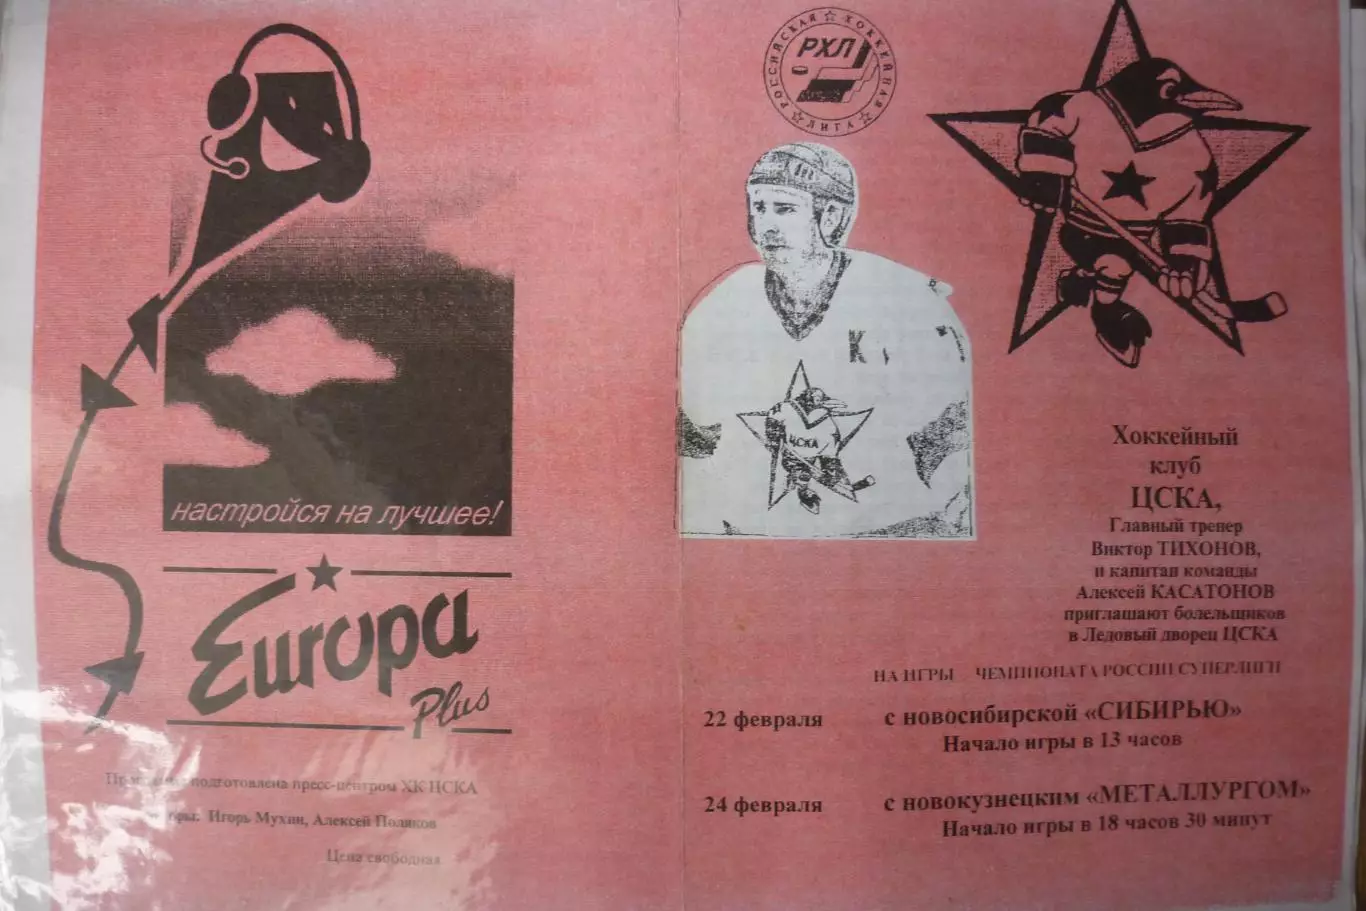 настройся на лучшее!
Europa
Plus
подготовлена пресс-центром ХК ЦСКА
Игорь Мухин, Алексей Поляков
Цена свободная
РОССИЙСКАЯ ХОККЕЙНАЯ ЛИГА
РХЛ
К
ЦСКА
Хоккейный
клуб
ЦСКА,
Главный тренер
Виктор ТИХОНОВ,
и капитан команды
Алексей КАСАТОНОВ
приглашают болельщиков
в Ледовый дворец ЦСКА
НА ИГРЫ ЧЕМПИОНАТА РОССИИ СУПЕРЛИГИ
22 февраля с новосибирской «СИБИРЬЮ»
Начало игры в 13 часов
24 февраля с новокузнецким «МЕТАЛЛУРГОМ»
Начало игры в 18 часов 30 минут